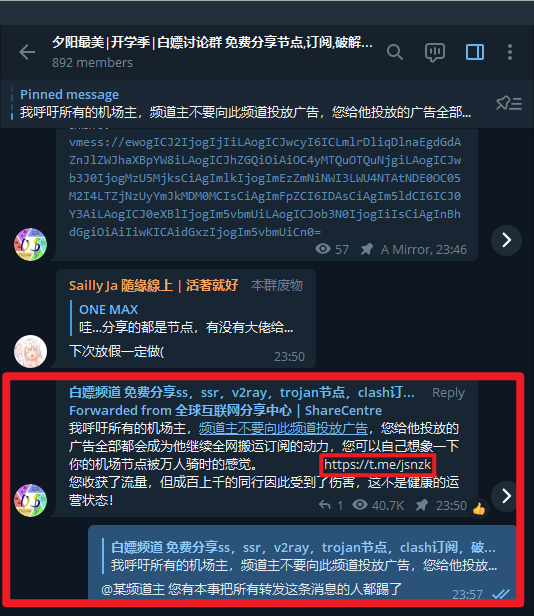 夕阳最美|开学季|白嫖讨论群 免费分享节点,订阅,破解...
892 members
Pinned message
我呼吁所有的机场主，频道主不要向此频道投放广告，您给他投放的广告全部...
vmess://ewogICJ2IjogIjIiLAogICJwcyI6ICLmlrDliqDlnaEgdGdA
ZnJlZWJhaXBpYW8iLAogICJhZGQiOiAiOC4yMTQuOTQuNjgiLAogICJw
b3J0IjogMzU5MjksCiAgImlkIjogImEzZmNiNWI3LWU4NTAtNDE0OC05
M2I4LTZjNzUyYmJkMDM0MCIsCiAgImFpZCI6IDAsCiAgIm5ldCI6ICJ0
Y3AiLAogICJ0eXBlIjogIm5vbmUiLAogICJob3N0IjogIiIsCiAgInBh
dGgiOiAiIiwKICAidGxzIjogIm5vbmUiCn0=
57 A Mirror, 23:46
Sailly Ja 随缘線上 | 活著就好 本群废物
ONE MAX
哇...分享的都是节点，有没有大佬给...
下次放假一定做(
23:50
白嫖频道 免费分享ss，ssr，v2ray，trojan节点，clash订... Reply
Forwarded from 全球互联网分享中心 | ShareCentre
我呼吁所有的机场主，频道主不要向此频道投放广告，您给他投放的
广告全部都会成为他继续全网搬运订阅的动力，您可以自己想象一下
你的机场节点被万人骑时的感觉。 https://t.me/jsnzk
您收获了流量，但成百上千的同行因此受到了伤害，这不是健康的运
营状态！
1 40.7K 23:50
白嫖频道 免费分享ss，ssr，v2ray，trojan节点，clash订阅，破...
我呼吁所有的机场主，频道主不要向此频道投放广告，您给他投放...
@某频道主 您有本事把所有转发这条消息的人都踢了
23:57